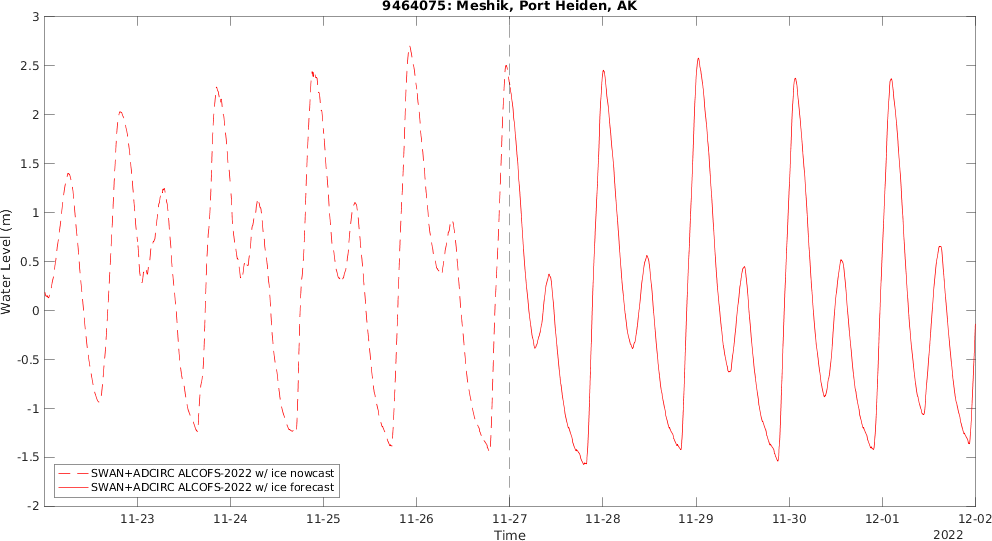 9464075: Meshik, Port Heiden, AK
3
2.5
2
1.5
1
0.5
0
-0.5
-1
-1.5
-2
Water Level (m)
SWAN+ADCIRC ALCOFS-2022 w/ ice nowcast
SWAN+ADCIRC ALCOFS-2022 w/ ice forecast
11-23 11-24 11-25 11-26 11-27 11-28 11-29 11-30 12-01 12-02
Time
2022